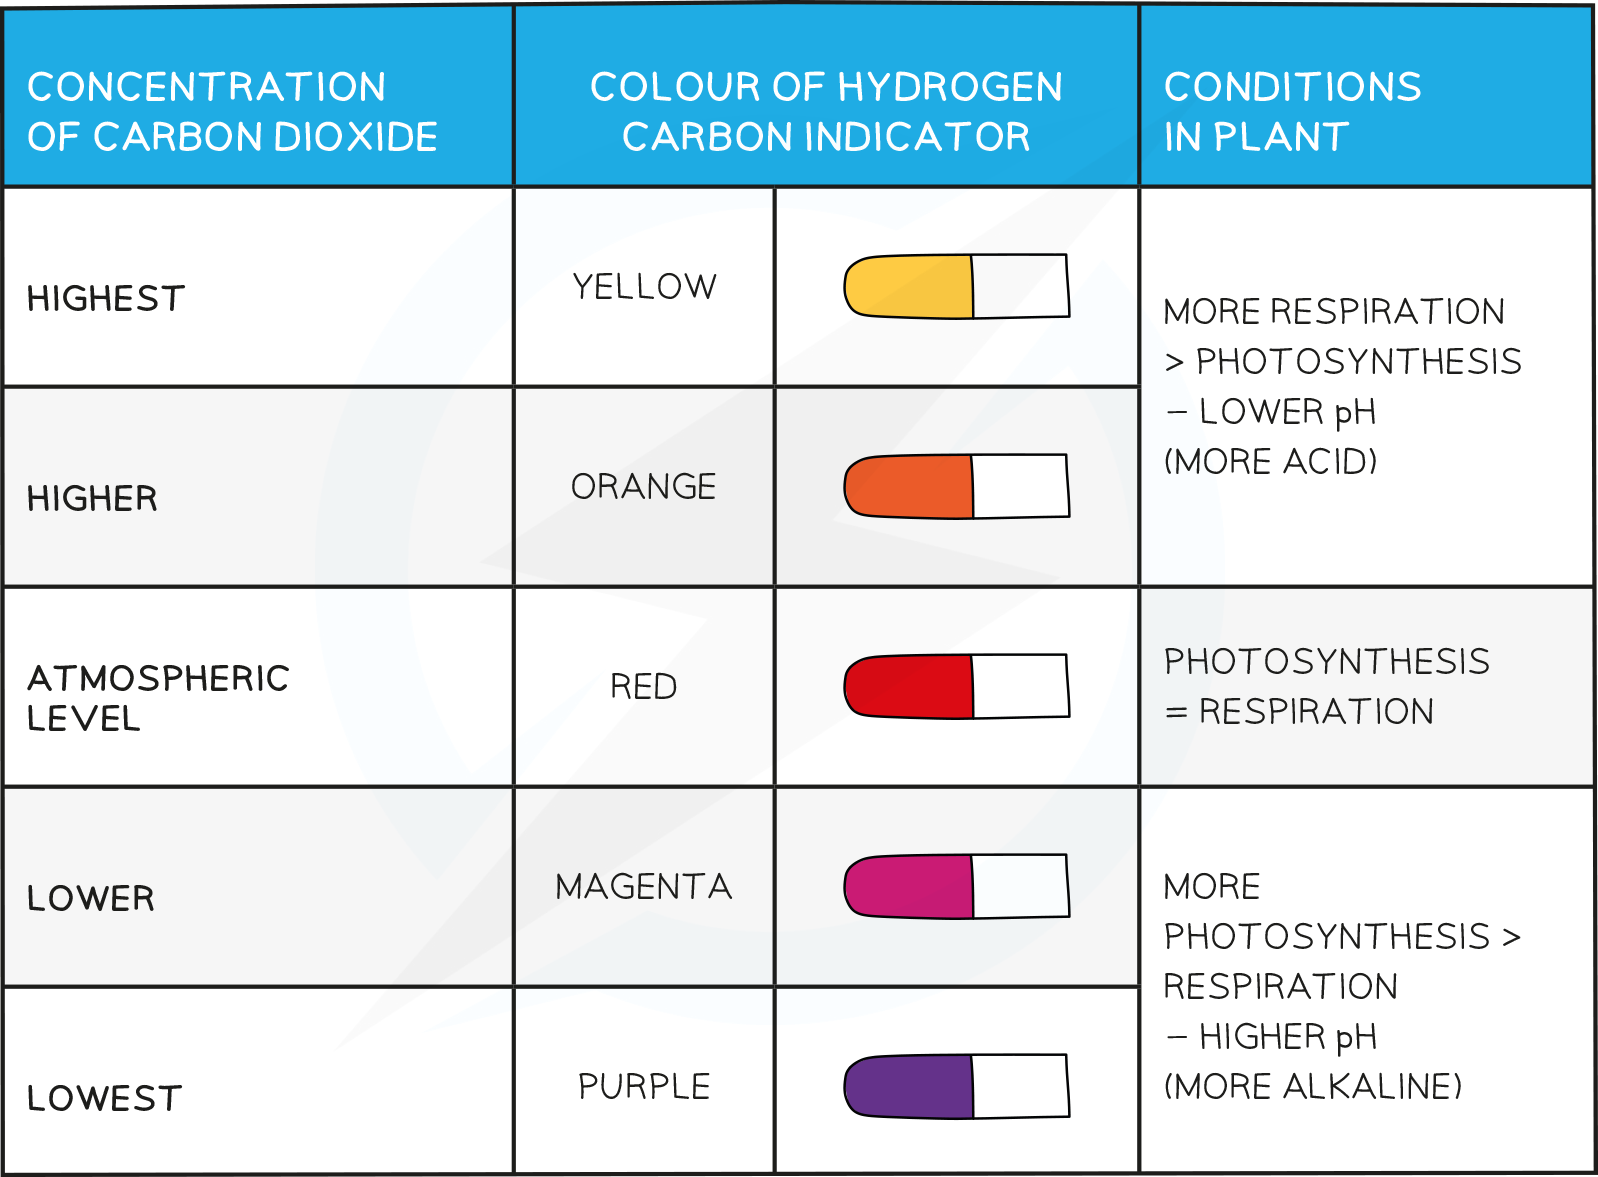 CONCENTRATION
OF CARBON DIOXIDE
COLOUR OF HYDROGEN
CARBON INDICATOR
CONDITIONS
IN PLANT
HIGHEST
YELLOW
MORE RESPIRATION
> PHOTOSYNTHESIS
– LOWER pH
(MORE ACID)
HIGHER
ORANGE
ATMOSPHERIC
LEVEL
RED
PHOTOSYNTHESIS
= RESPIRATION
LOWER
MAGENTA
MORE
PHOTOSYNTHESIS >
RESPIRATION
– HIGHER pH
(MORE ALKALINE)
LOWEST
PURPLE